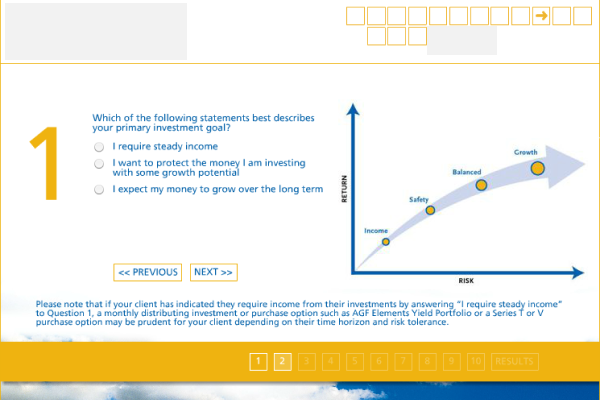 1
Which of the following statements best describes
your primary investment goal?
I require steady income
I want to protect the money I am investing
with some growth potential
I expect my money to grow over the long term
<< PREVIOUS
NEXT >>
RETURN
Growth
Balanced
Safety
Income
RISK
Please note that if your client has indicated they require income from their investments by answering “I require steady income”
to Question 1, a monthly distributing investment or purchase option such as AGF Elements Yield Portfolio or a Series T or V
purchase option may be prudent for your client depending on their time horizon and risk tolerance.
1 2 3 4 5 6 7 8 9 10 RESULTS